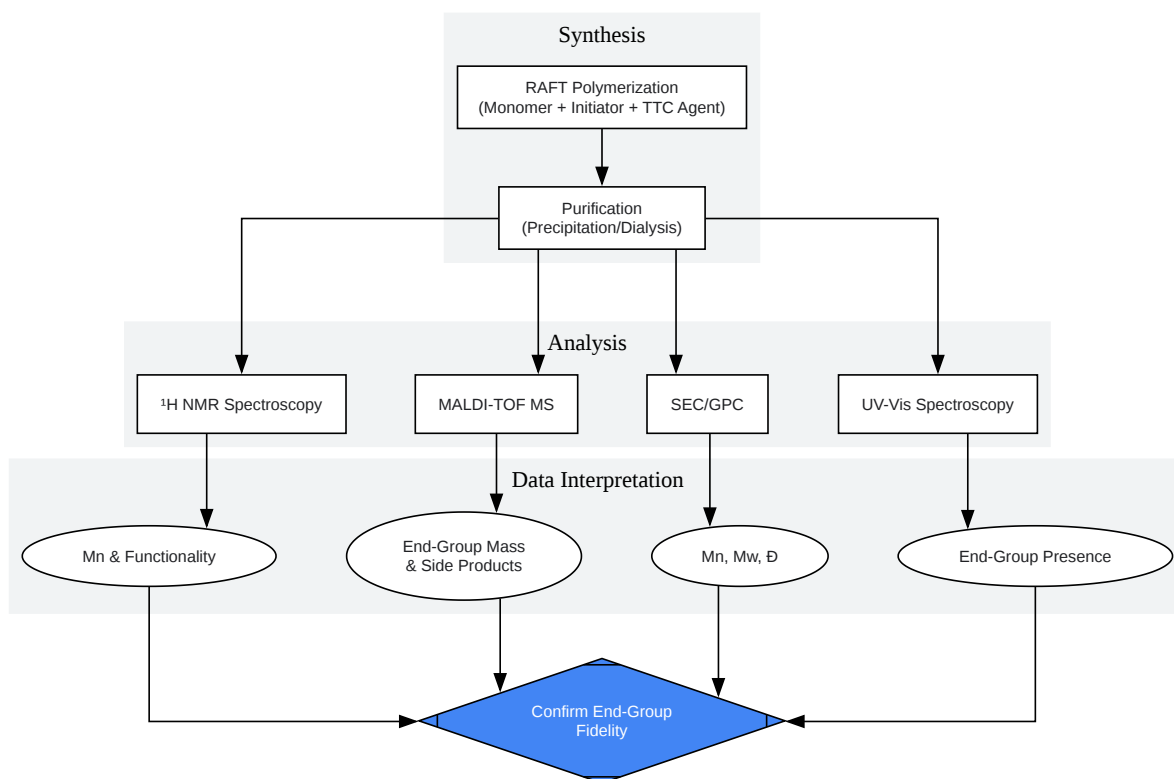 Synthesis
RAFT Polymerization
(Monomer + Initiator + TTC Agent)
Purification
(Precipitation/Dialysis)
Analysis
¹H NMR Spectroscopy
MALDI-TOF MS
SEC/GPC
UV-Vis Spectroscopy
Data Interpretation
Mn & Functionality
End-Group Mass
& Side Products
Mn, Mw, Đ
End-Group Presence
Confirm End-Group
Fidelity